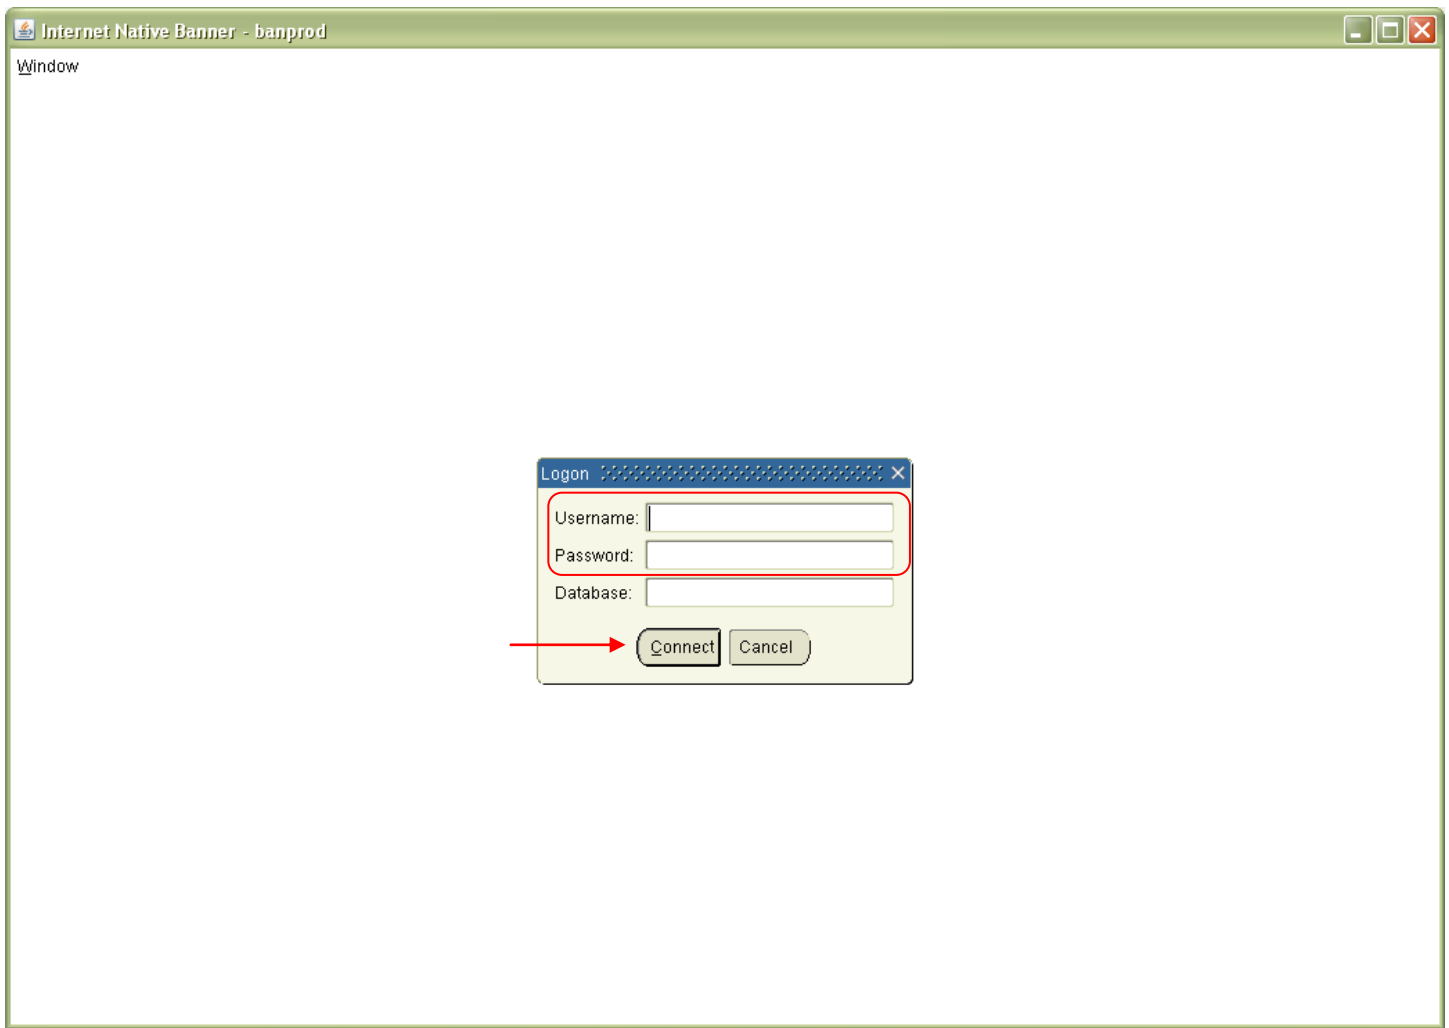 Internet Native Banner - banprod
Window
Logon
Username:
Password:
Database:
Connect Cancel